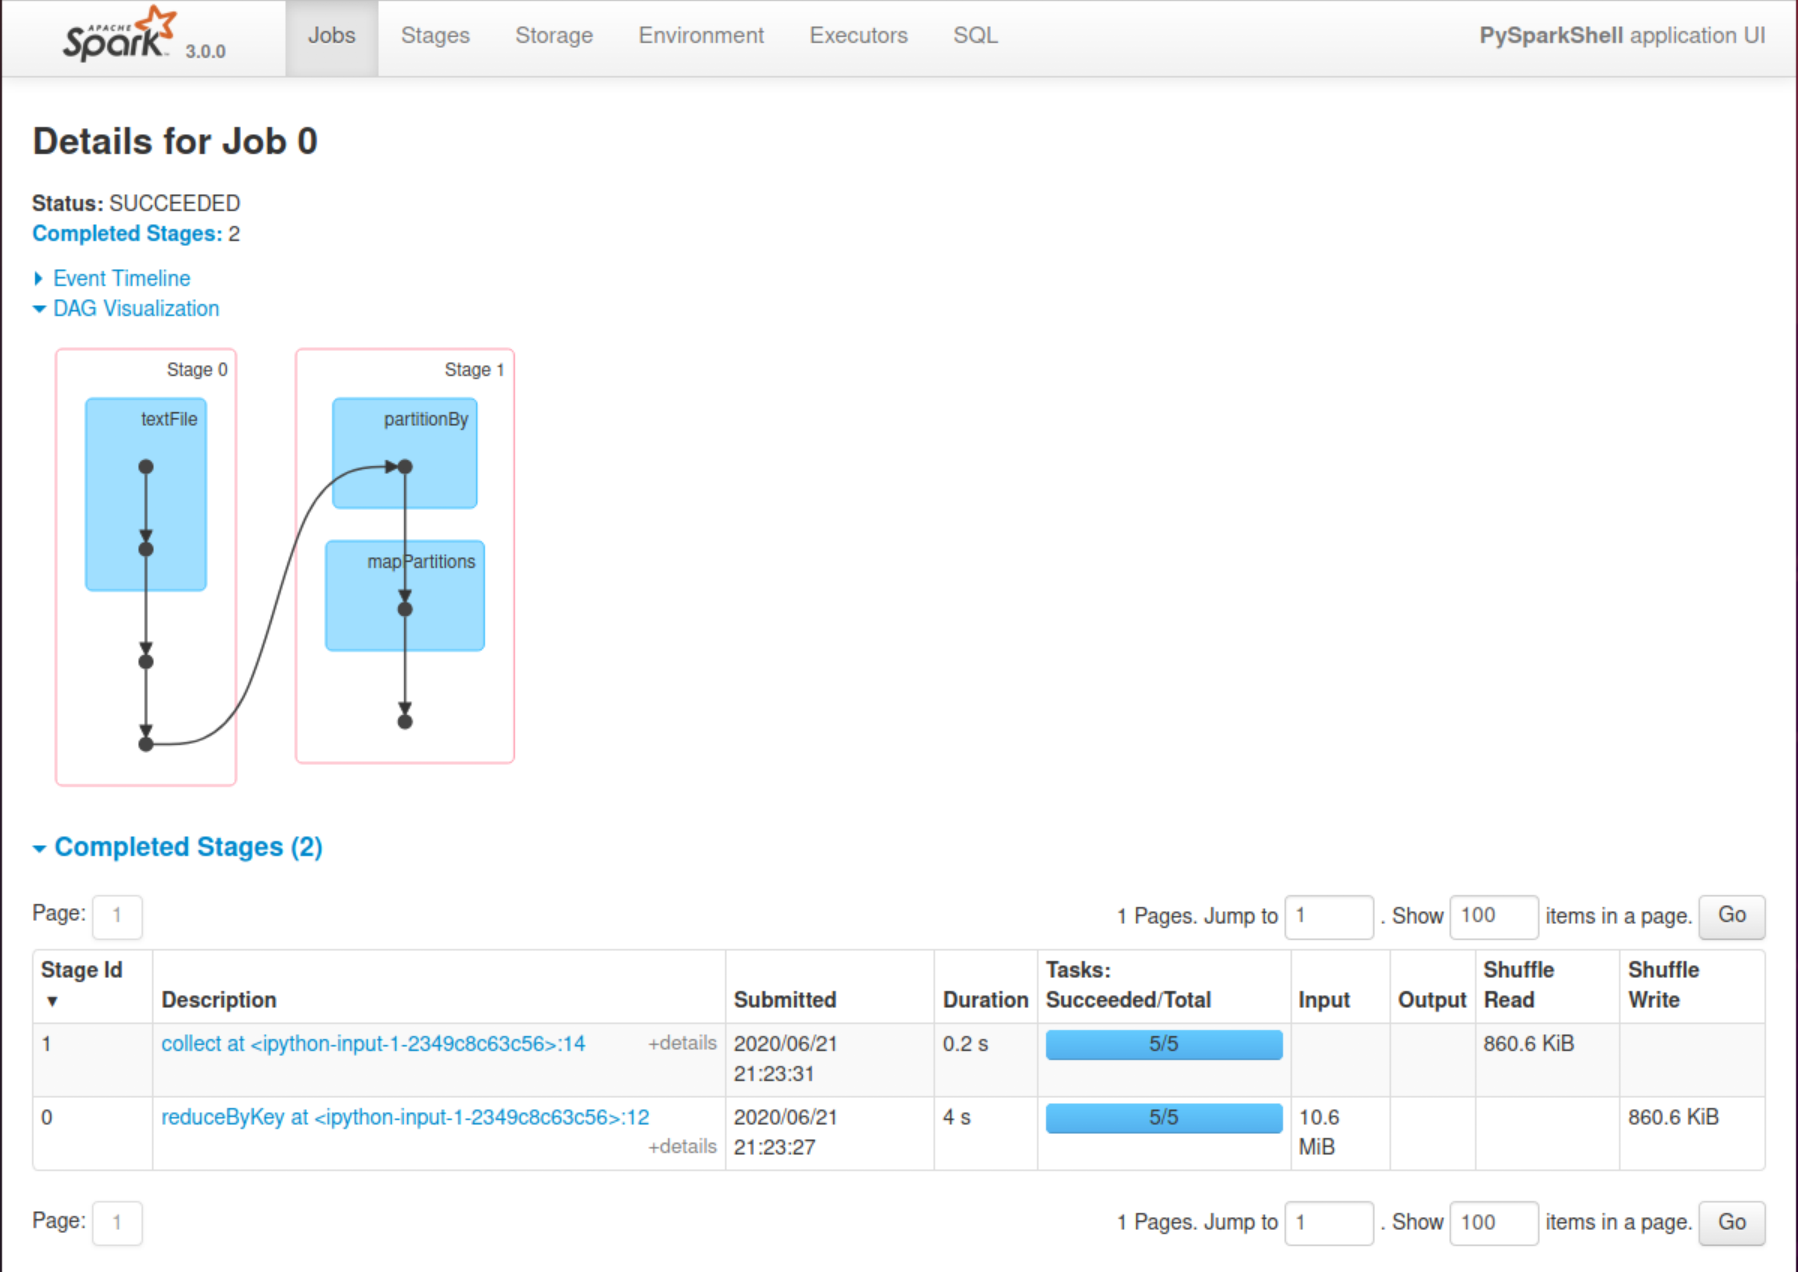 APACHE Spark™ 3.0.0 Jobs Stages Storage Environment Executors SQL PySparkShell application UI
Details for Job 0
Status: SUCCEEDED
Completed Stages: 2
Event Timeline
DAG Visualization
Stage 0 Stage 1
textFile partitionBy
mapPartitions
Completed Stages (2)
Page: 1 1 Pages. Jump to 1 . Show 100 items in a page. Go
Stage Id ▼ Description Submitted Duration Tasks: Succeeded/Total Input Output Shuffle Read Shuffle Write
1 collect at <ipython-input-1-2349c8c63c56>:14 +details 2020/06/21 21:23:31 0.2 s 5/5 860.6 KiB
0 reduceByKey at <ipython-input-1-2349c8c63c56>:12 +details 2020/06/21 21:23:27 4 s 5/5 10.6 MiB 860.6 KiB
Page: 1 1 Pages. Jump to 1 . Show 100 items in a page. Go